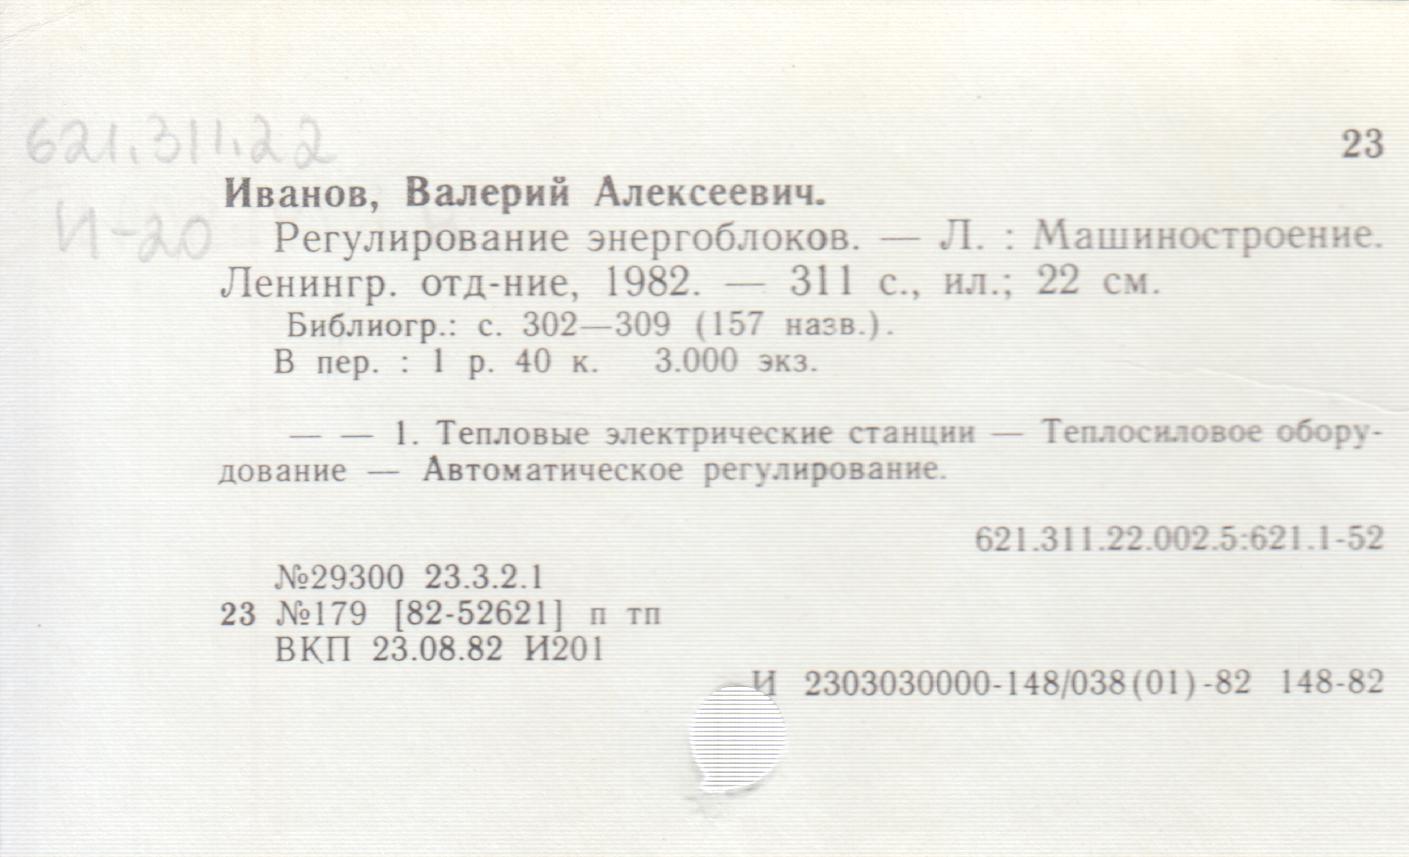 621.311.22
23
Иванов, Валерий Алексеевич.
И-20
Регулирование энергоблоков. — Л. : Машиностроение.
Ленингр. отд-ние, 1982. — 311 с., ил.; 22 см.
Библиогр.: с. 302—309 (157 назв.).
В пер. : 1 р. 40 к. 3.000 экз.
— — 1. Тепловые электрические станции — Теплосиловое обору-
дование — Автоматическое регулирование.
621.311.22.002.5:621.1-52
№29300 23.3.2.1
23 №179 [82-52621] п тп
ВКП 23.08.82 И201
И 2303030000-148/038(01)-82 148-82